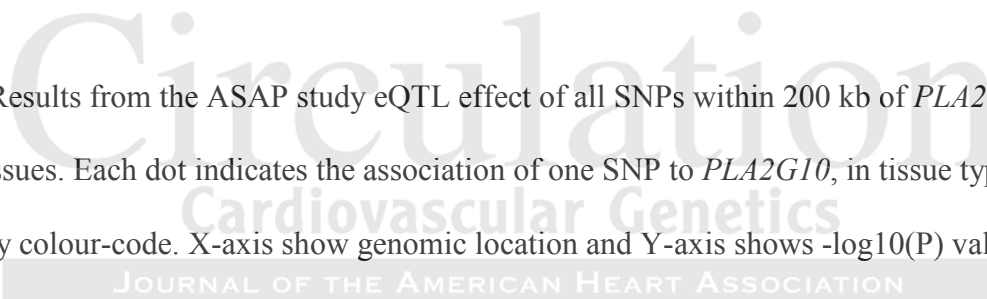 Circulation
Results from the ASAP study eQTL effect of all SNPs within 200 kb of PLA2
ssues. Each dot indicates the association of one SNP to PLA2G10, in tissue typ
Cardiovascular Genetics
y colour-code. X-axis show genomic location and Y-axis shows -log10(P) val
JOURNAL OF THE AMERICAN HEART ASSOCIATION